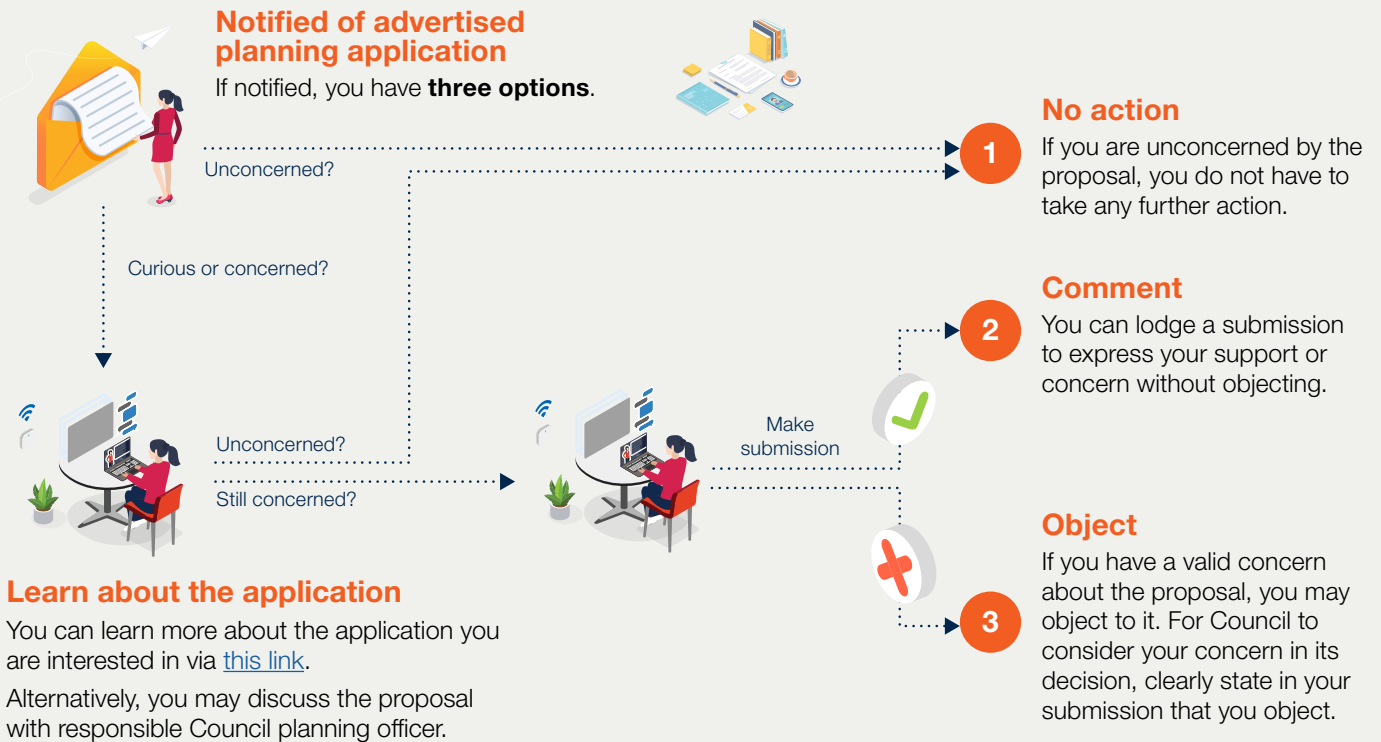 Notified of advertised
planning application
If notified, you have three options.
Unconcerned?
Curious or concerned?
Unconcerned?
Still concerned?
Learn about the application
You can learn more about the application you
are interested in via this link.
Alternatively, you may discuss the proposal
with responsible Council planning officer.
Make
submission
1
No action
If you are unconcerned by the
proposal, you do not have to
take any further action.
2
Comment
You can lodge a submission
to express your support or
concern without objecting.
3
Object
If you have a valid concern
about the proposal, you may
object to it. For Council to
consider your concern in its
decision, clearly state in your
submission that you object.